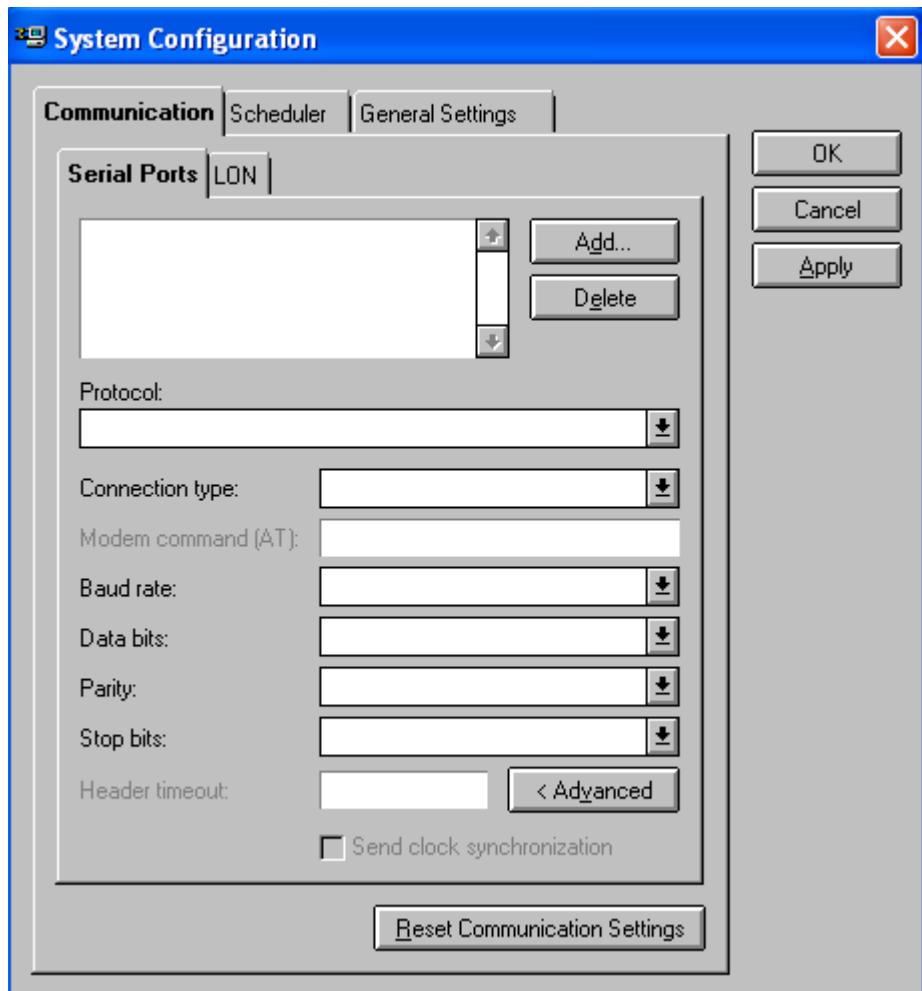 System Configuration
Communication Scheduler General Settings
OK
Serial Ports LON
Cancel
Add...
Apply
Delete
Protocol:
Connection type:
Modem command (AT):
Baud rate:
Data bits:
Parity:
Stop bits:
Header timeout: < Advanced
Send clock synchronization
Reset Communication Settings